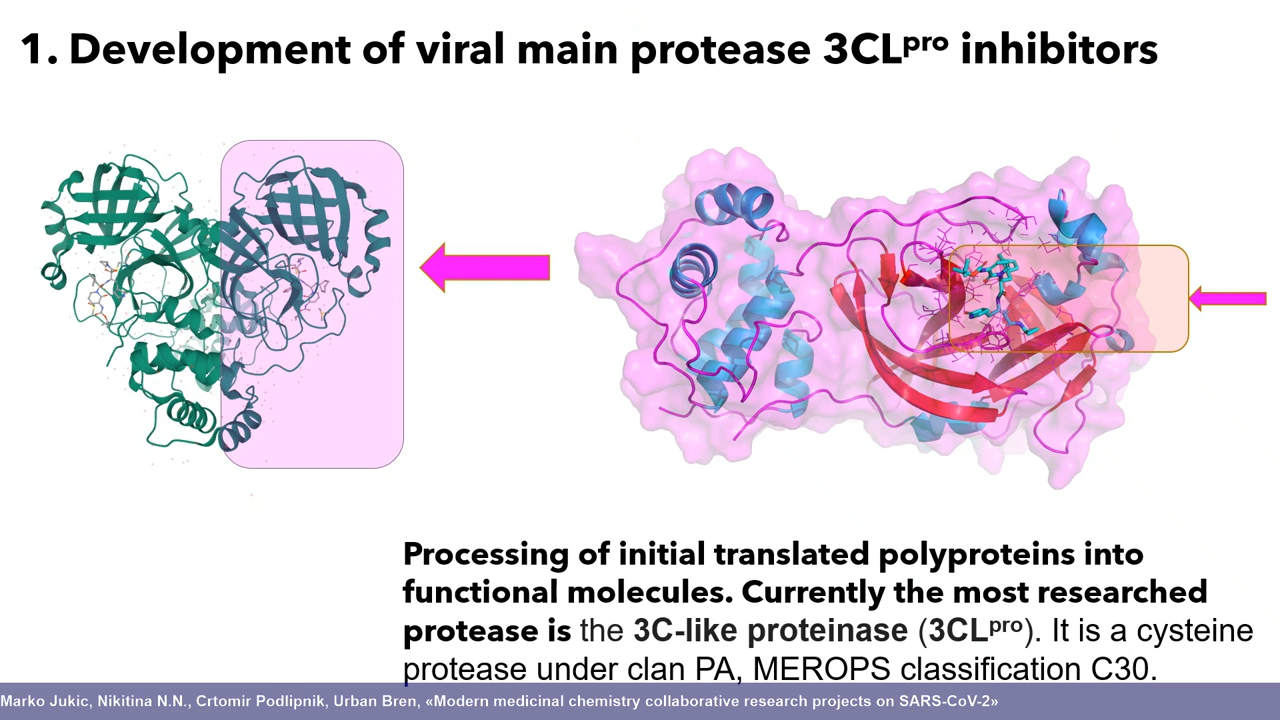 1. Development of viral main protease 3CLᵖʳᵒ inhibitors
Processing of initial translated polyproteins into
functional molecules. Currently the most researched
protease is the 3C-like proteinase (3CLᵖʳᵒ). It is a cysteine
protease under clan PA, MEROPS classification C30.
Marko Jukic, Nikitina N.N., Crtomir Podlipnik, Urban Bren, «Modern medicinal chemistry collaborative research projects on SARS-CoV-2»